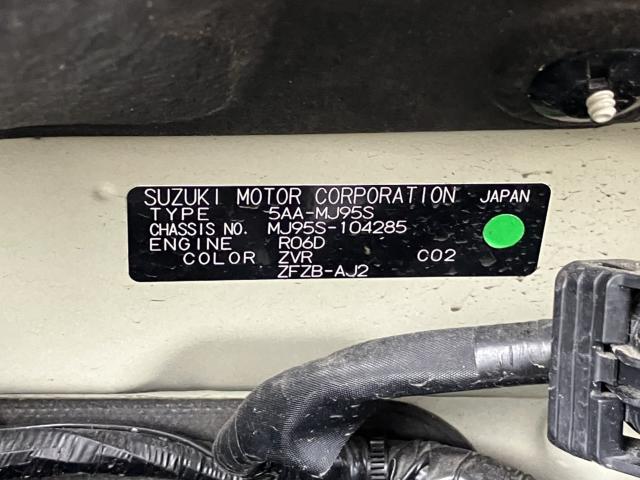 SUZUKI MOTOR CORPORATION JAPAN
TYPE 5AA-MJ95S
CHASSIS NO. MJ95S-104285
ENGINE R06D
COLOR ZVR C02
ZFZB-AJ2